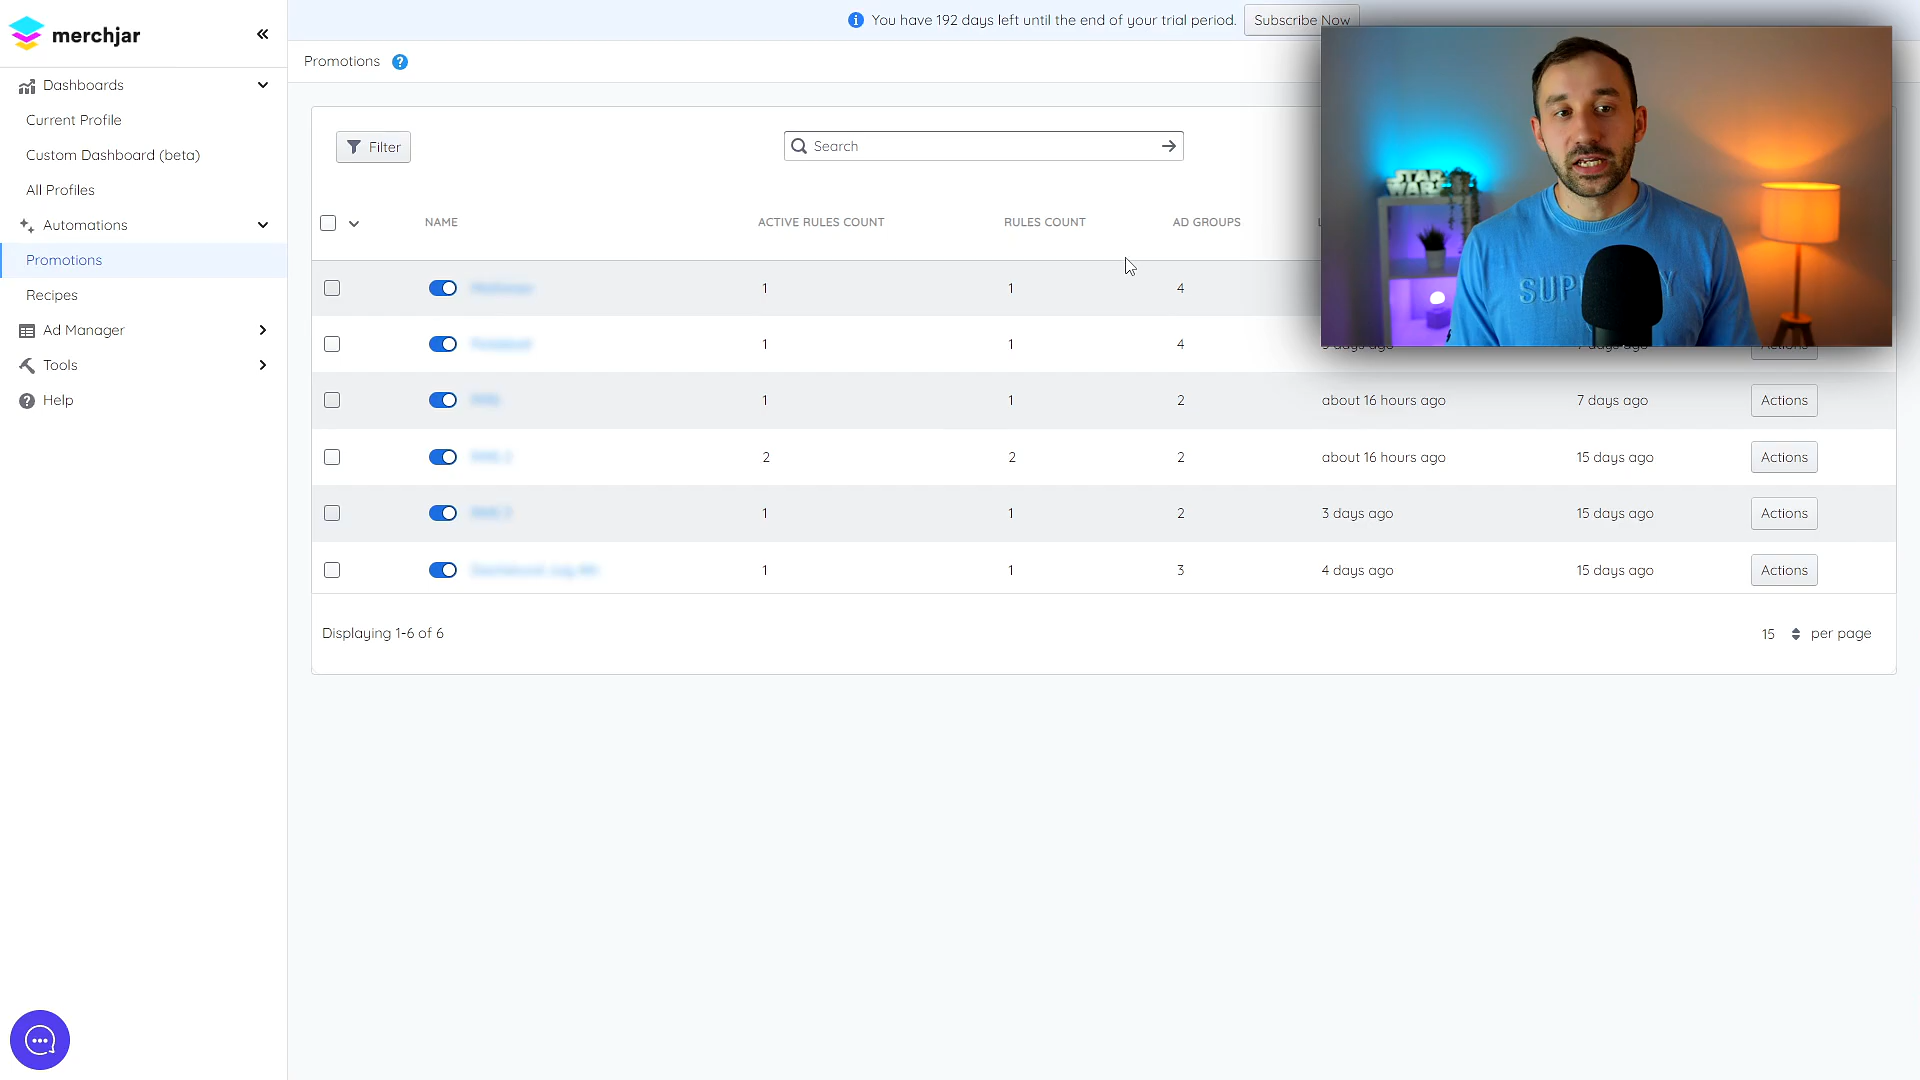 merchjar
You have 192 days left until the end of your trial period.
Subscribe Now
Promotions
Dashboards
Current Profile
Custom Dashboard (beta)
All Profiles
Automations
Promotions
Recipes
Ad Manager
Tools
Help
Filter
Search
NAME ACTIVE RULES COUNT RULES COUNT AD GROUPS
1 1 4
1 1 4
1 1 2 about 16 hours ago 7 days ago Actions
2 2 2 about 16 hours ago 15 days ago Actions
1 1 2 3 days ago 15 days ago Actions
1 1 3 4 days ago 15 days ago Actions
Displaying 1-6 of 6
15 per page
STAR
WARS